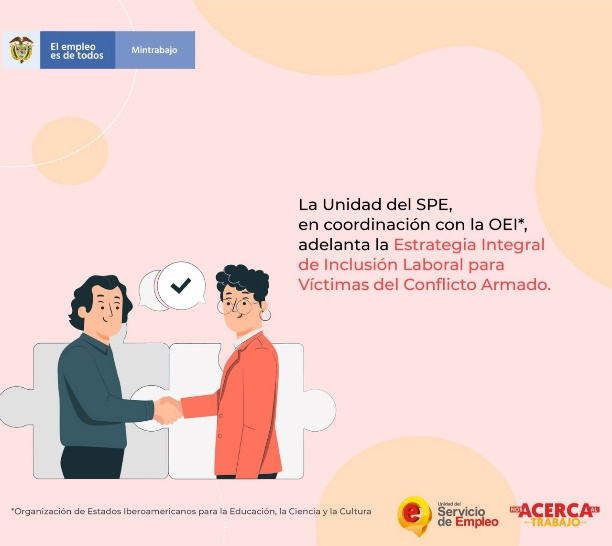 El empleo
es de todos
Mintrabajo
La Unidad del SPE,
en coordinación con la OEI*,
adelanta la Estrategia Integral
de Inclusión Laboral para
Víctimas del Conflicto Armado.
*Organización de Estados Iberoamericanos para la Educación, la Ciencia y la Cultura
Unidad del
Servicio
de Empleo
NOS ACERCA AL
TRABAJO